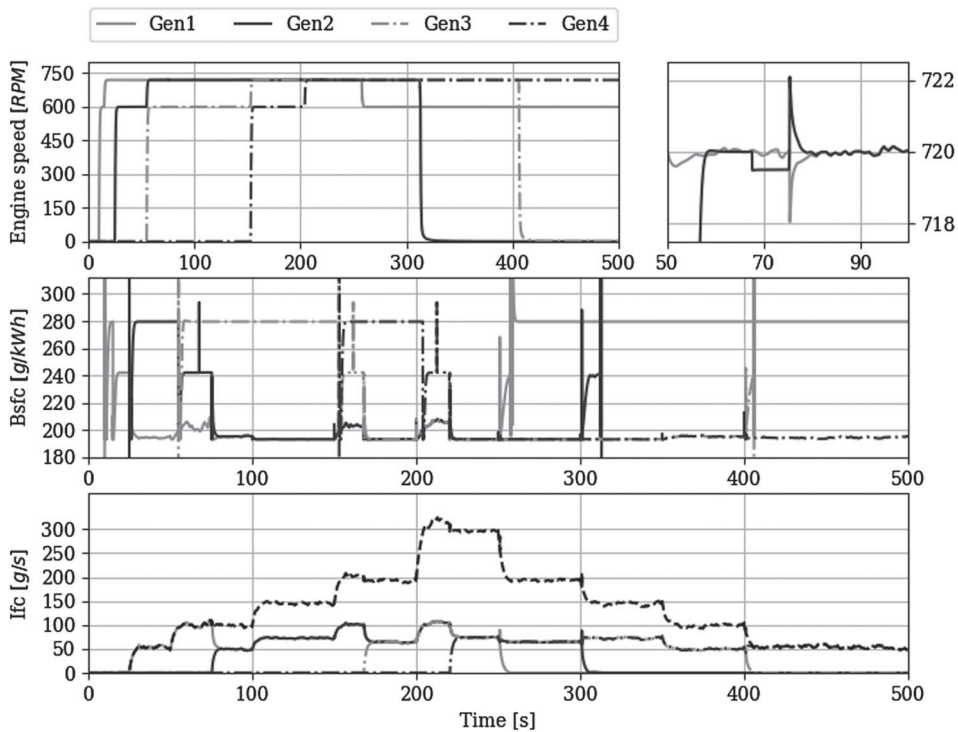 Gen1 Gen2 Gen3 Gen4
Engine speed [RPM]
750
600
450
300
150
0
0 100 200 300 400 500
722
720
718
50 70 90
Bsfc [g/kWh]
300
280
260
240
220
200
180
0 100 200 300 400 500
Ifc [g/s]
300
250
200
150
100
50
0
0 100 200 300 400 500
Time [s]